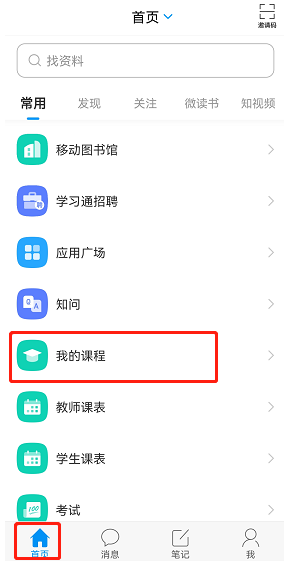 首页
邀请码
找资料
常用 发现 关注 微读书 知视频
移动图书馆
学习通招聘
应用广场
知问
我的课程
教师课表
学生课表
考试
首页 消息 笔记 我